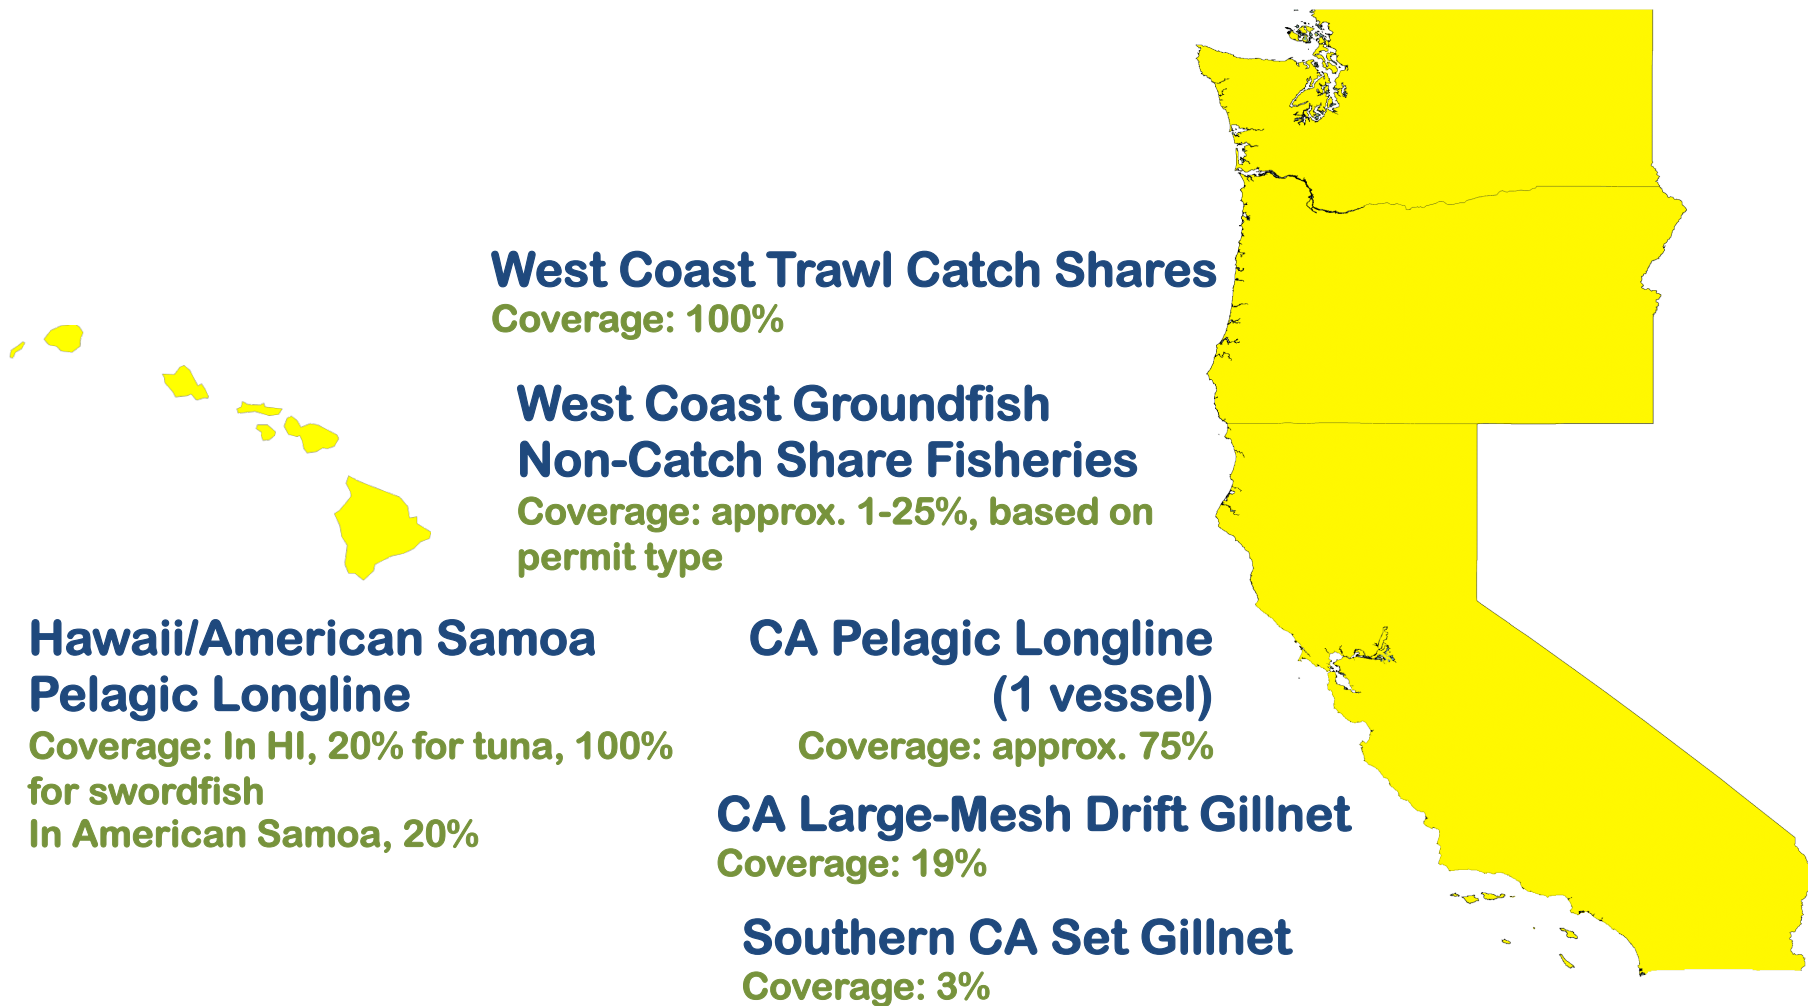 West Coast Trawl Catch Shares
Coverage: 100%
West Coast Groundfish
Non-Catch Share Fisheries
Coverage: approx. 1-25%, based on
permit type
Hawaii/American Samoa
Pelagic Longline
Coverage: In HI, 20% for tuna, 100%
for swordfish
In American Samoa, 20%
CA Pelagic Longline
(1 vessel)
Coverage: approx. 75%
CA Large-Mesh Drift Gillnet
Coverage: 19%
Southern CA Set Gillnet
Coverage: 3%